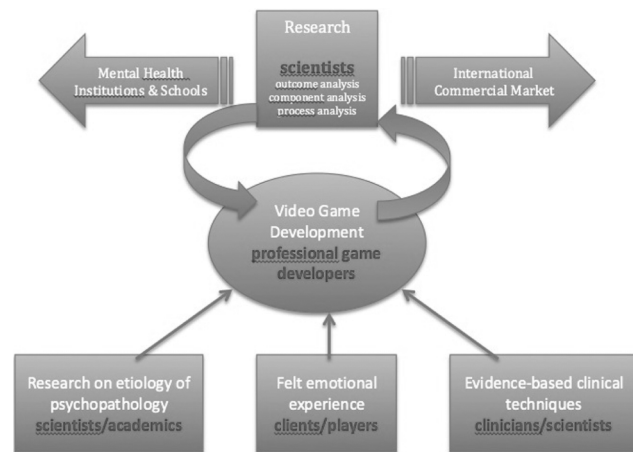 Research
scientists
outcome analysis
component analysis
process analysis
Mental Health
Institutions & Schools
International
Commercial Market
Video Game
Development
professional game
developers
Research on etiology of
psychopathology
scientists/academics
Felt emotional
experience
clients/players
Evidence-based clinical
techniques
clinicians/scientists